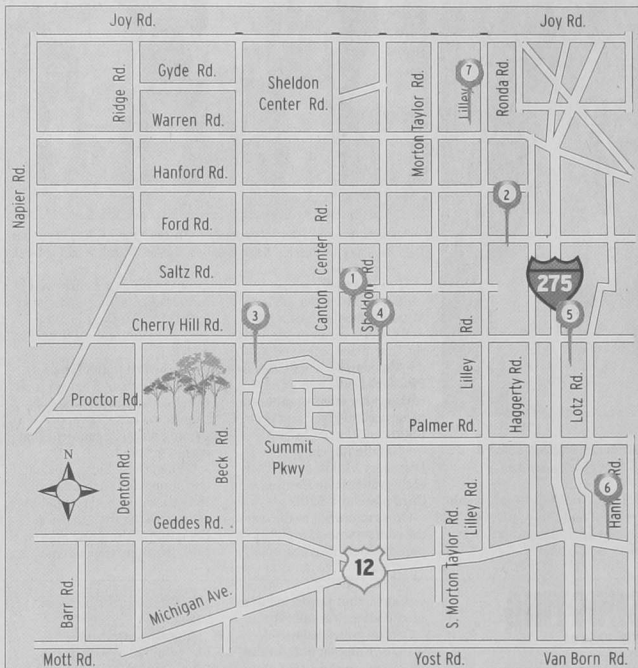 Joy Rd.
Joy Rd.
Ridge Rd.
Gyde Rd.
Sheldon
Center Rd.
Morton Taylor Rd.
Lilley
7
Ronda Rd.
Warren Rd.
Napier Rd.
Hanford Rd.
2
Ford Rd.
Canton Center Rd.
Saltz Rd.
1
Sheldon Rd.
275
Cherry Hill Rd.
3
4
5
Lilley Rd.
Haggerty Rd.
Lotz Rd.
Proctor Rd.
Palmer Rd.
Beck Rd.
Summit
Pkwy
N
Denton Rd.
6
Rd.
Geddes Rd.
S. Morton Taylor Rd.
Lilley Rd.
12
Barr Rd.
Michigan Ave.
Mott Rd.
Yost Rd.
Van Born Rd.